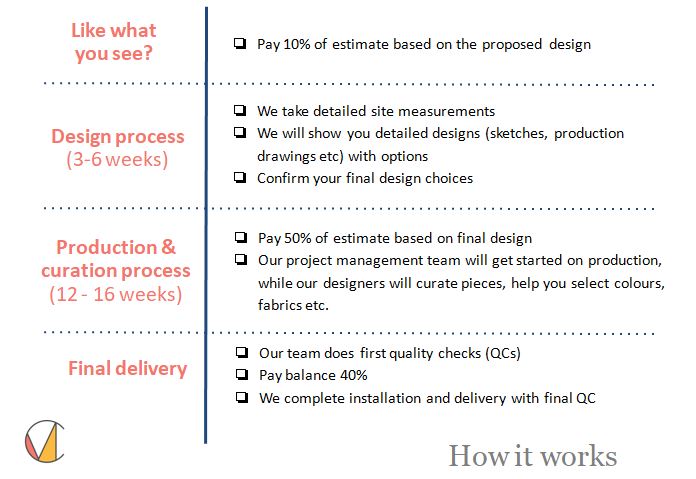 Like what
you see?
❑ Pay 10% of estimate based on the proposed design
Design process
(3-6 weeks)
❑ We take detailed site measurements
❑ We will show you detailed designs (sketches, production
drawings etc) with options
❑ Confirm your final design choices
Production &
curation process
(12 - 16 weeks)
❑ Pay 50% of estimate based on final design
❑ Our project management team will get started on production,
while our designers will curate pieces, help you select colours,
fabrics etc.
Final delivery
❑ Our team does first quality checks (QCs)
❑ Pay balance 40%
❑ We complete installation and delivery with final QC
How it works